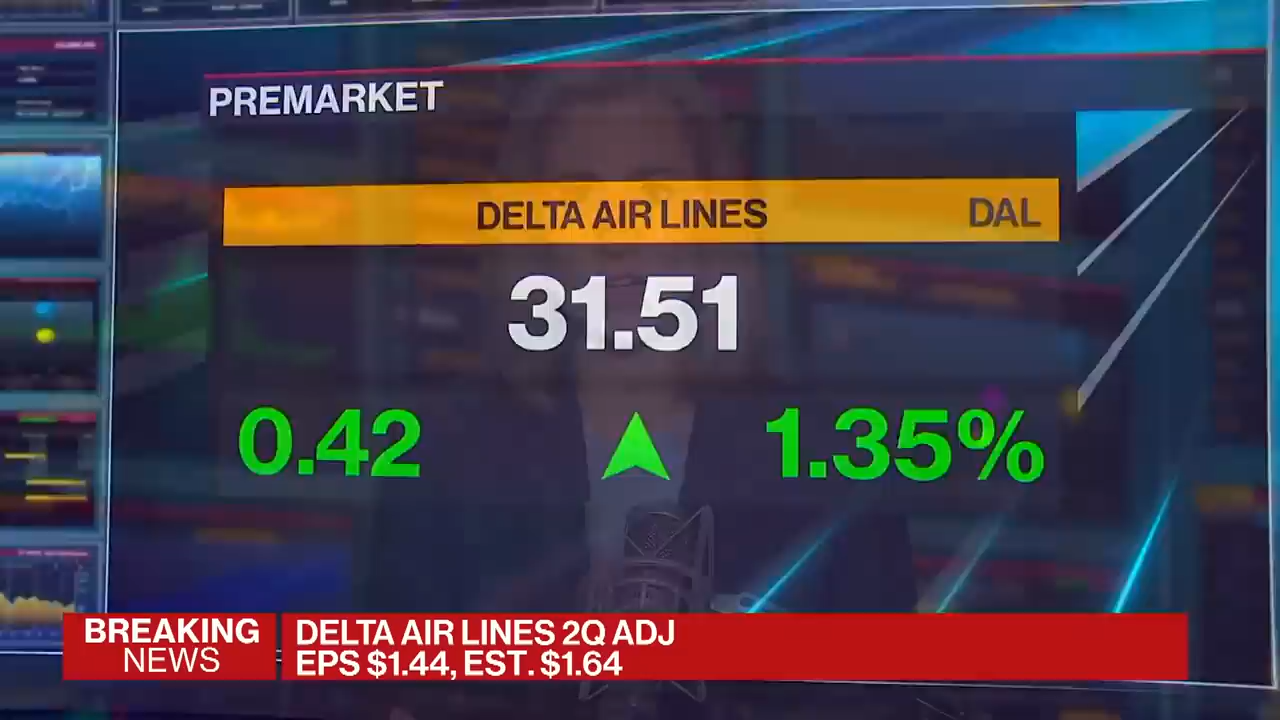 PREMARKET
DELTA AIR LINES DAL
31.51
0.42 1.35%
BREAKING
NEWS
DELTA AIR LINES 2Q ADJ
EPS $1.44, EST. $1.64